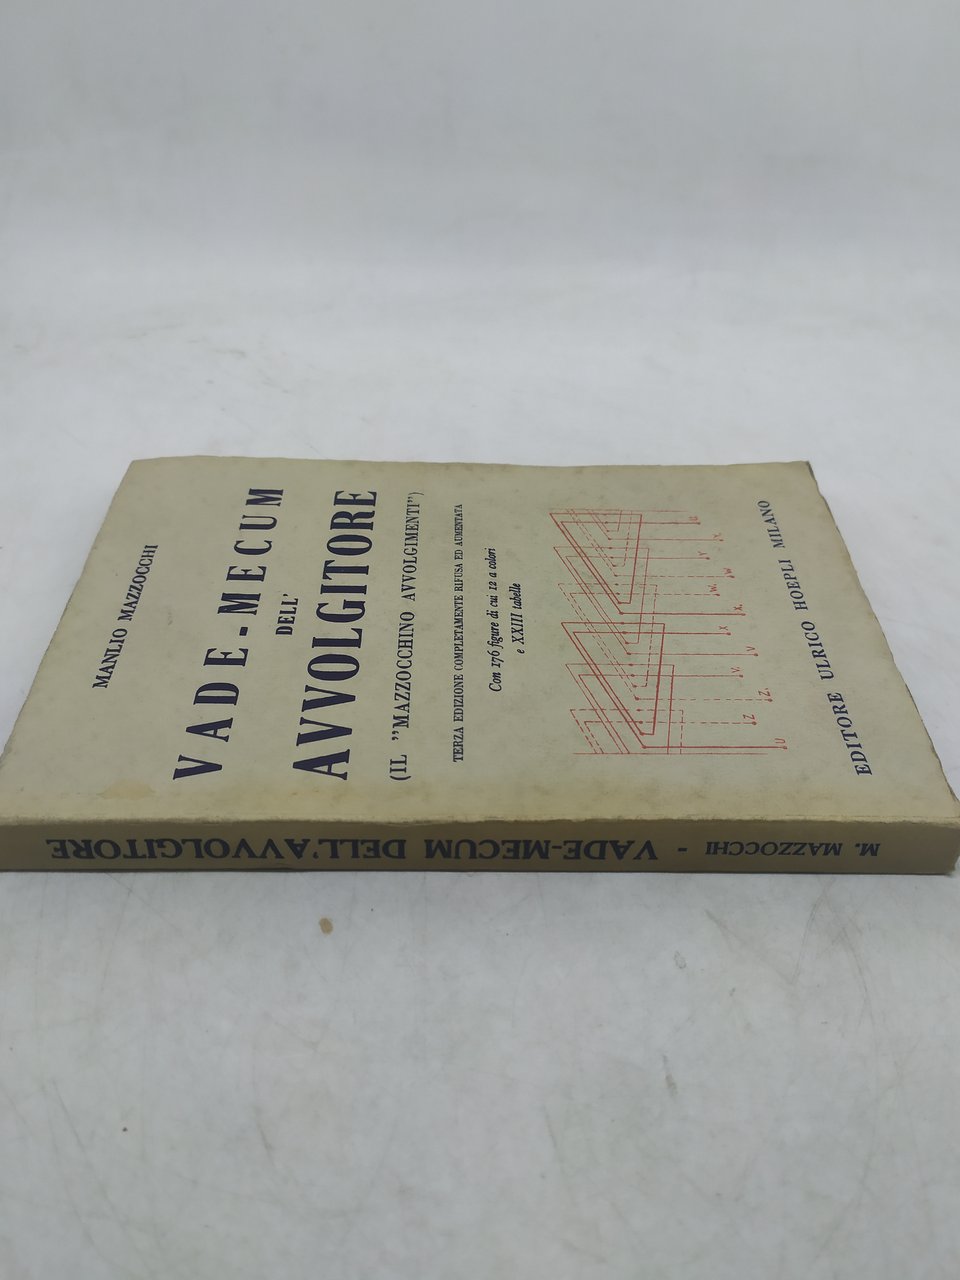 MANLIO MAZZOCCHI
VADE-MECUM
DELL'
AVVOLGITORE
(IL "MAZZOCCHINO AVVOLGIMENTI")
TERZA EDIZIONE COMPLETAMENTE RIFUSA ED AUMENTATA
Con 176 figure di cui 12 a colori
e XXIII tabelle
EDITORE ULRICO HOEPLI MILANO
M. MAZZOCCHI - VADE-MECUM DELL'AVVOLGITORE